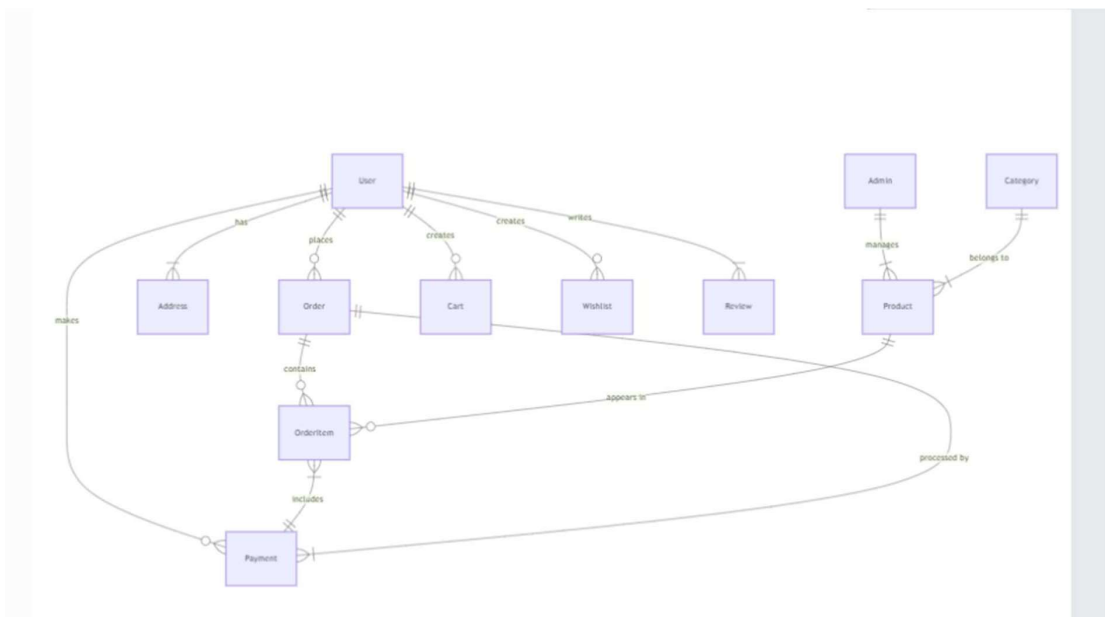 User
Admin
Category
has
places
creates
creates
writes
manages
belongs to
Address
Order
Cart
Wishlist
Review
Product
makes
contains
appears in
OrderItem
processed by
includes
Payment